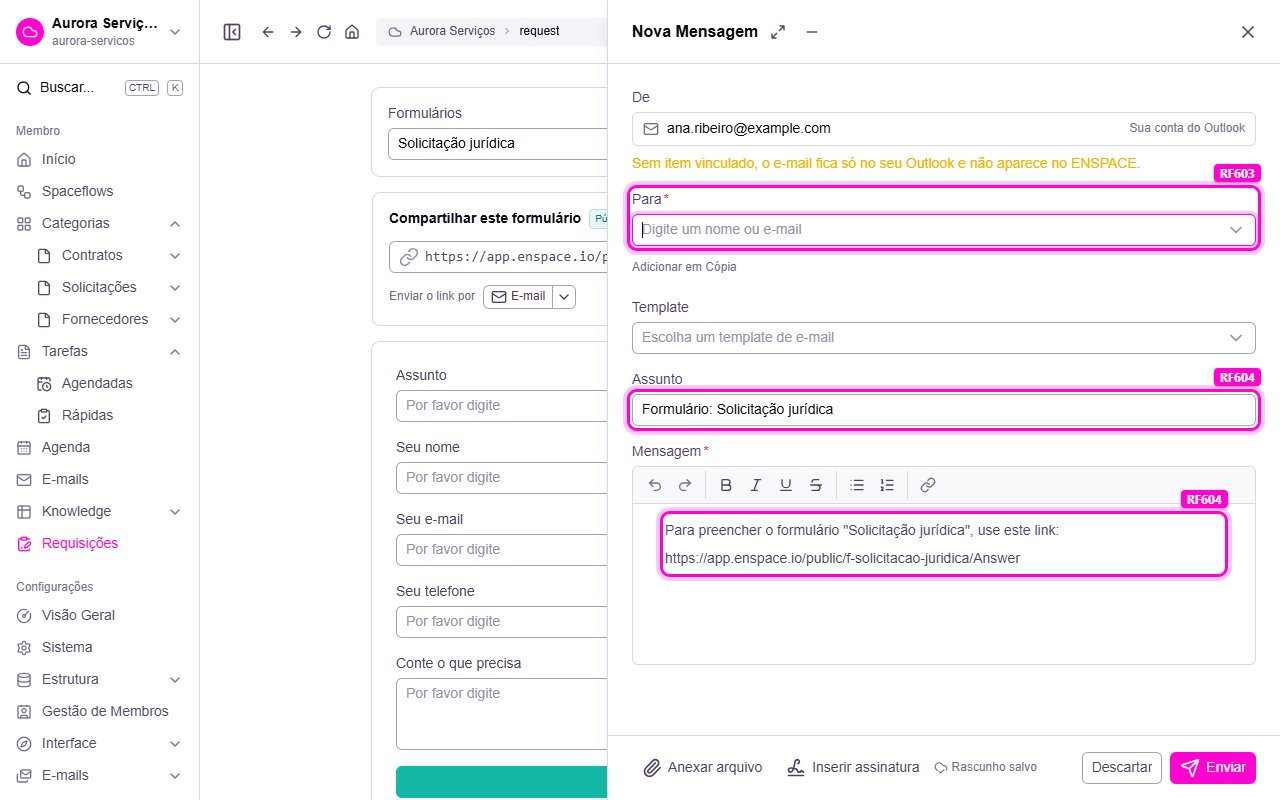 Aurora Serviç...
aurora-servicos
Buscar...
CTRL K
Membro
Início
Spaceflows
Categorias
Contratos
Solicitações
Fornecedores
Tarefas
Agendadas
Rápidas
Agenda
E-mails
Knowledge
Requisições
Configurações
Visão Geral
Sistema
Estrutura
Gestão de Membros
Interface
E-mails
Aurora Serviços > request
Formulários
Solicitação jurídica
Compartilhar este formulário Pú
https://app.enspace.io/p
Enviar o link por E-mail
Assunto
Por favor digite
Seu nome
Por favor digite
Seu e-mail
Por favor digite
Seu telefone
Por favor digite
Conte o que precisa
Por favor digite
Nova Mensagem
De
ana.ribeiro@example.com Sua conta do Outlook
Sem item vinculado, o e-mail fica só no seu Outlook e não aparece no ENSPACE.
RF603
Para*
Digite um nome ou e-mail
Adicionar em Cópia
Template
Escolha um template de e-mail
RF604
Assunto
Formulário: Solicitação jurídica
Mensagem*
B I U S
RF604
Para preencher o formulário "Solicitação jurídica", use este link:
https://app.enspace.io/public/f-solicitacao-juridica/Answer
Anexar arquivo Inserir assinatura Rascunho salvo Descartar Enviar